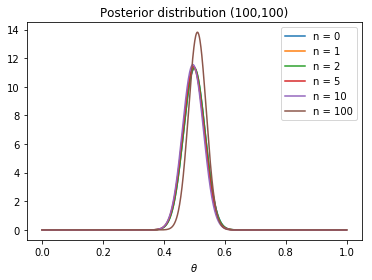 Posterior distribution (100,100)
14
12
10
8
6
4
2
0
n = 0
n = 1
n = 2
n = 5
n = 10
n = 100
0.0 0.2 0.4 0.6 0.8 1.0
θ